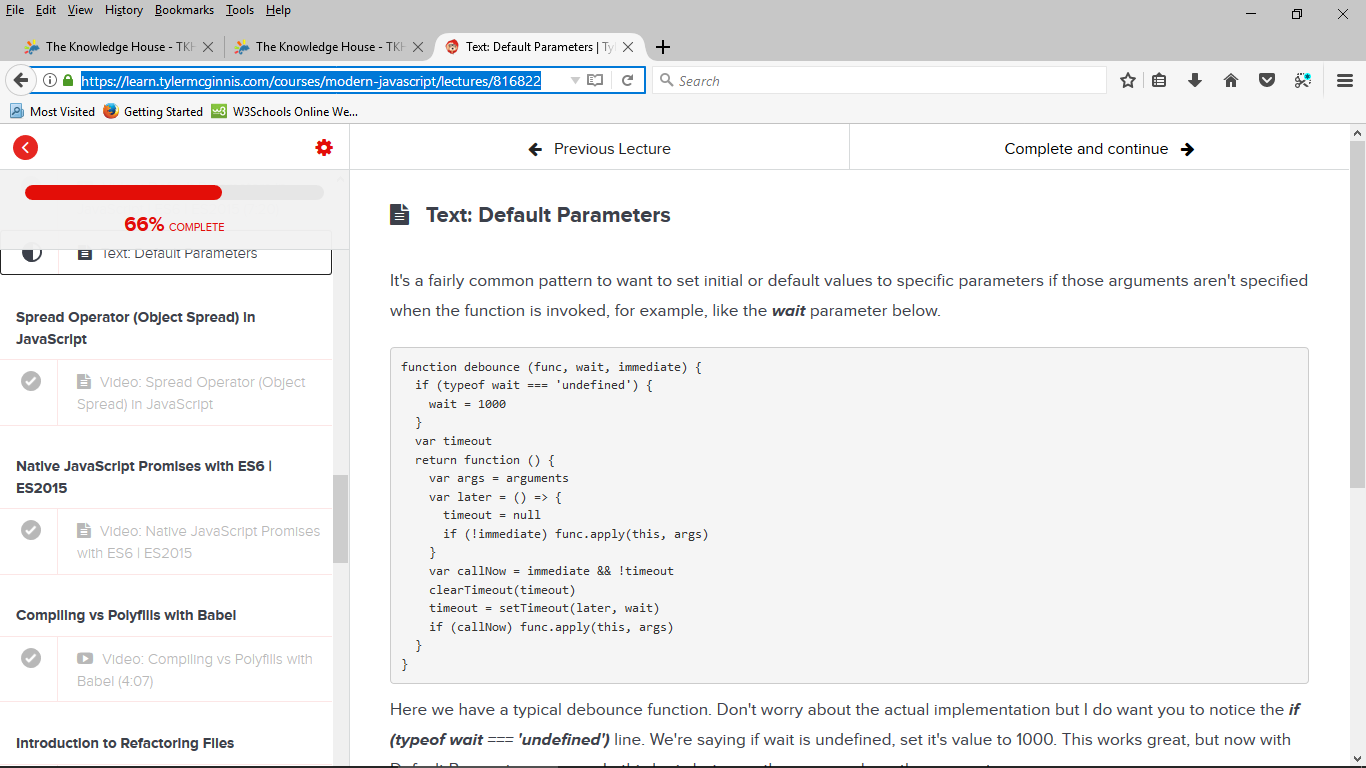 File Edit View History Bookmarks Tools Help
The Knowledge House - TKH
The Knowledge House - TKH
Text: Default Parameters | Tyl
https://learn.tylermcginnis.com/courses/modern-javascript/lectures/816822
Search
Most Visited
Getting Started
W3Schools Online We...
66% COMPLETE
Text: Default Parameters
Spread Operator (Object Spread) in
JavaScript
Video: Spread Operator (Object
Spread) in JavaScript
Native JavaScript Promises with ES6 |
ES2015
Video: Native JavaScript Promises
with ES6 | ES2015
Compiling vs Polyfills with Babel
Video: Compiling vs Polyfills with
Babel (4:07)
Introduction to Refactoring Files
Previous Lecture
Complete and continue
Text: Default Parameters
It's a fairly common pattern to want to set initial or default values to specific parameters if those arguments aren't specified
when the function is invoked, for example, like the wait parameter below.
function debounce (func, wait, immediate) {
if (typeof wait === 'undefined') {
wait = 1000
}
var timeout
return function () {
var args = arguments
var later = () => {
timeout = null
if (!immediate) func.apply(this, args)
}
var callNow = immediate && !timeout
clearTimeout(timeout)
timeout = setTimeout(later, wait)
if (callNow) func.apply(this, args)
}
}
Here we have a typical debounce function. Don't worry about the actual implementation but I do want you to notice the if
(typeof wait === 'undefined') line. We're saying if wait is undefined, set it's value to 1000. This works great, but now with